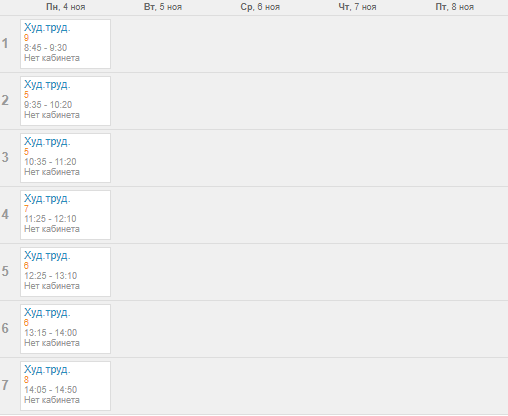 Пн, 4 ноя Вт, 5 ноя Ср, 6 ноя Чт, 7 ноя Пт, 8 ноя
1
Худ.труд.
9
8:45 - 9:30
Нет кабинета
2
Худ.труд.
5
9:35 - 10:20
Нет кабинета
3
Худ.труд.
5
10:35 - 11:20
Нет кабинета
4
Худ.труд.
7
11:25 - 12:10
Нет кабинета
5
Худ.труд.
6
12:25 - 13:10
Нет кабинета
6
Худ.труд.
6
13:15 - 14:00
Нет кабинета
7
Худ.труд.
8
14:05 - 14:50
Нет кабинета